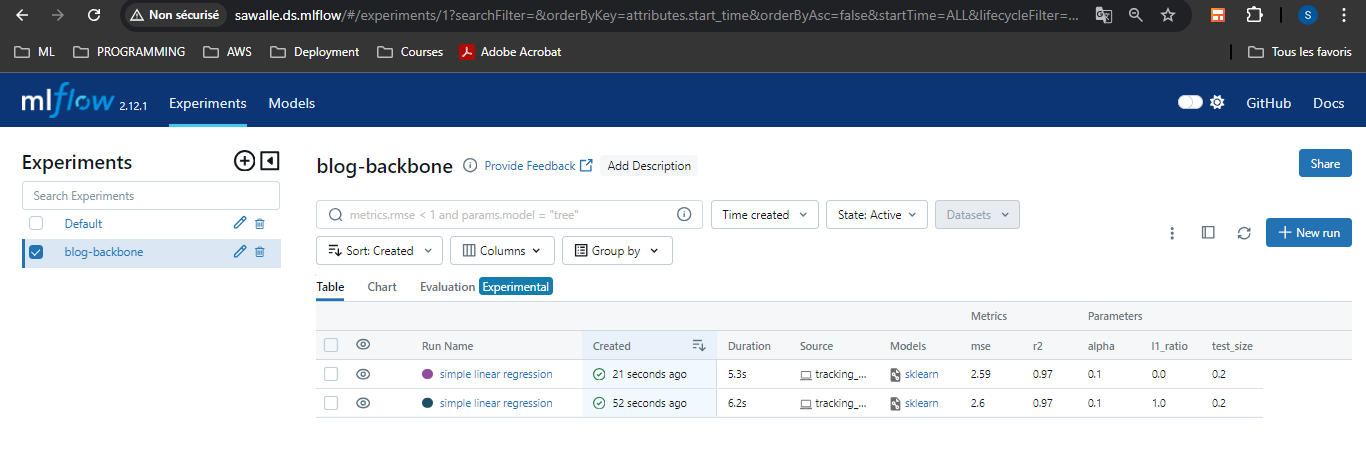 Non sécurisé sawalle.ds.mlflow/#/experiments/1?searchFilter=&orderByKey=attributes.start_time&orderByAsc=false&startTime=ALL&lifecycleFilter=... S
ML PROGRAMMING AWS Deployment Courses Adobe Acrobat Tous les favoris
mlflow 2.12.1 Experiments Models GitHub Docs
Experiments
Search Experiments
Default
blog-backbone
blog-backbone Provide Feedback Add Description Share
metrics.rmse < 1 and params.model = "tree" Time created State: Active Datasets
New run
Sort: Created Columns Group by
Table Chart Evaluation Experimental
Metrics Parameters
Run Name Created Duration Source Models mse r2 alpha l1_ratio test_size
simple linear regression 21 seconds ago 5.3s tracking_... sklearn 2.59 0.97 0.1 0.0 0.2
simple linear regression 52 seconds ago 6.2s tracking_... sklearn 2.6 0.97 0.1 1.0 0.2